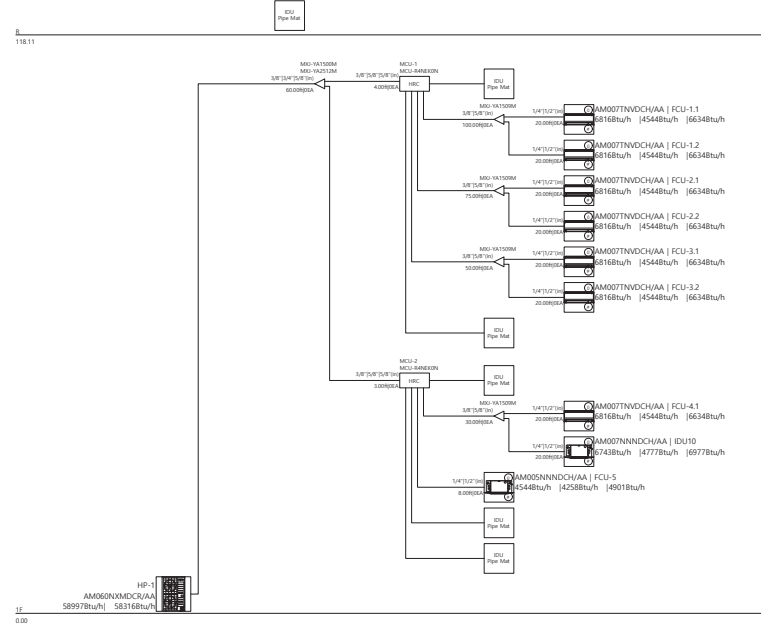 IDU
Pipe Mat
R
118.11
MXJ-YA1500M
MXJ-YA2512M
3/8"|3/4"|5/8"(in)
60.00ft|0EA
MCU-1
MCU-R4NEK0N
3/8"|5/8"|5/8"(in)
HRC
4.00ft|0EA
IDU
Pipe Mat
MXJ-YA1509M
3/8"|5/8"(in)
100.00ft|0EA
1/4"|1/2"(in)
20.00ft|0EA
AM007TNVDCH/AA | FCU-1.1
6816Btu/h |4544Btu/h |6634Btu/h
1/4"|1/2"(in)
20.00ft|0EA
AM007TNVDCH/AA | FCU-1.2
6816Btu/h |4544Btu/h |6634Btu/h
MXJ-YA1509M
3/8"|5/8"(in)
75.00ft|0EA
1/4"|1/2"(in)
20.00ft|0EA
AM007TNVDCH/AA | FCU-2.1
6816Btu/h |4544Btu/h |6634Btu/h
1/4"|1/2"(in)
20.00ft|0EA
AM007TNVDCH/AA | FCU-2.2
6816Btu/h |4544Btu/h |6634Btu/h
MXJ-YA1509M
3/8"|5/8"(in)
50.00ft|0EA
1/4"|1/2"(in)
20.00ft|0EA
AM007TNVDCH/AA | FCU-3.1
6816Btu/h |4544Btu/h |6634Btu/h
1/4"|1/2"(in)
20.00ft|0EA
AM007TNVDCH/AA | FCU-3.2
6816Btu/h |4544Btu/h |6634Btu/h
IDU
Pipe Mat
MCU-2
MCU-R4NEK0N
3/8"|5/8"|5/8"(in)
HRC
3.00ft|0EA
IDU
Pipe Mat
MXJ-YA1509M
3/8"|5/8"(in)
30.00ft|0EA
1/4"|1/2"(in)
20.00ft|0EA
AM007TNVDCH/AA | FCU-4.1
6816Btu/h |4544Btu/h |6634Btu/h
1/4"|1/2"(in)
20.00ft|0EA
AM007NNNDCH/AA | IDU10
6743Btu/h |4777Btu/h |6977Btu/h
1/4"|1/2"(in)
8.00ft|0EA
AM005NNNDCH/AA | FCU-5
4544Btu/h |4258Btu/h |4901Btu/h
IDU
Pipe Mat
IDU
Pipe Mat
HP-1
AM060NXMDCR/AA
58997Btu/h| 58316Btu/h
1F
0.00